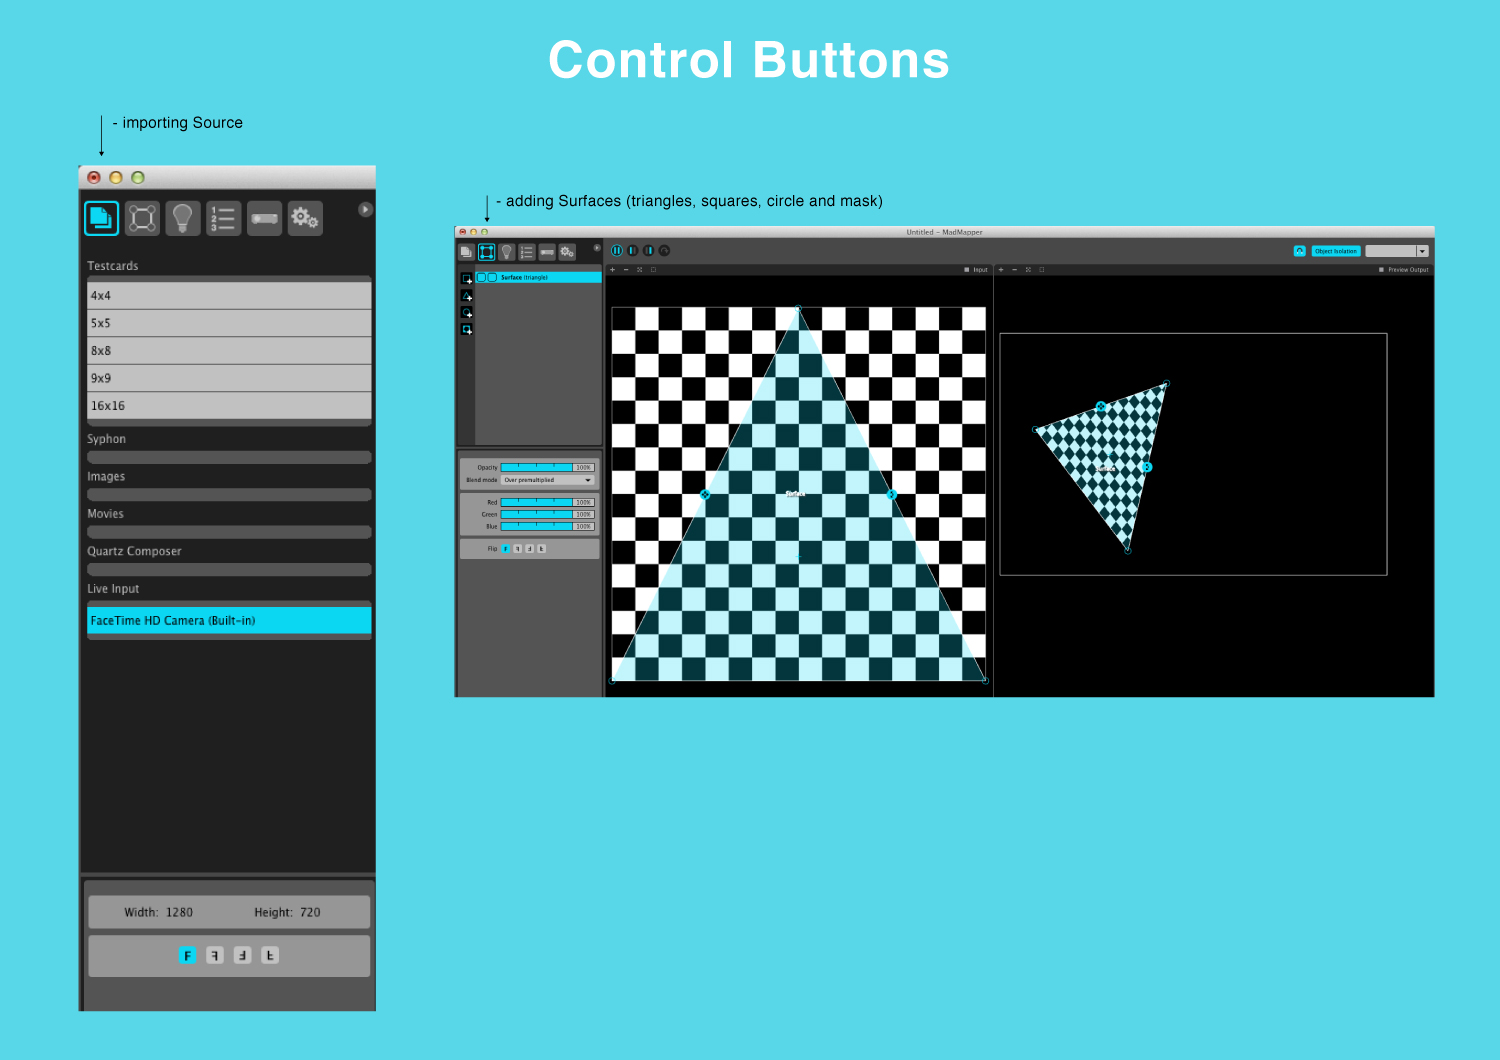 Control Buttons
- importing Source
Testcards
4x4
5x5
8x8
9x9
16x16
Syphon
Images
Movies
Quartz Composer
Live Input
FaceTime HD Camera (Built-in)
Width: 1280 Height: 720
F
- adding Surfaces (triangles, squares, circle and mask)
Untitled - MadMapper
Object Isolation
Input
Preview Output
Surface (triangle)
Opacity 100%
Blend mode Over premultiplied
Red 100%
Green 100%
Blue 100%
Flip F
Surface
Surface